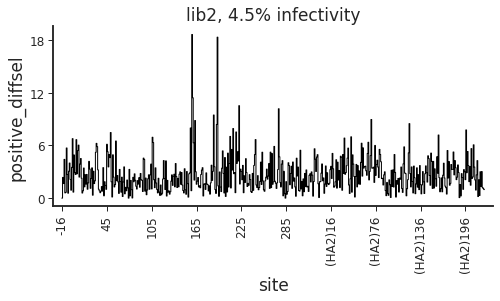 lib2, 4.5% infectivity
positive_diffsel
18
12
6
0
-16
45
105
165
225
285
(HA2)16
(HA2)76
(HA2)136
(HA2)196
site